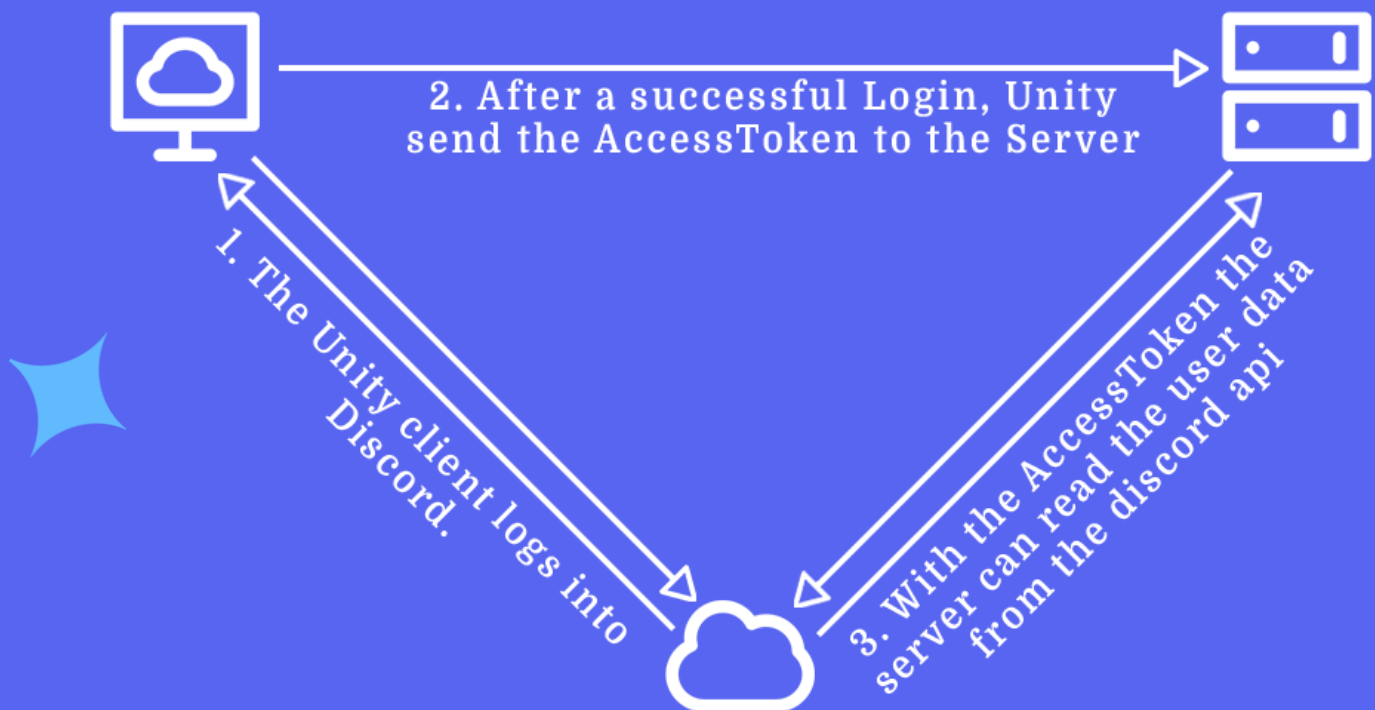 2. After a successful Login, Unity
send the AccessToken to the Server
1. The Unity client logs into
Discord.
3. With the AccessToken the
server can read the user data
from the discord api